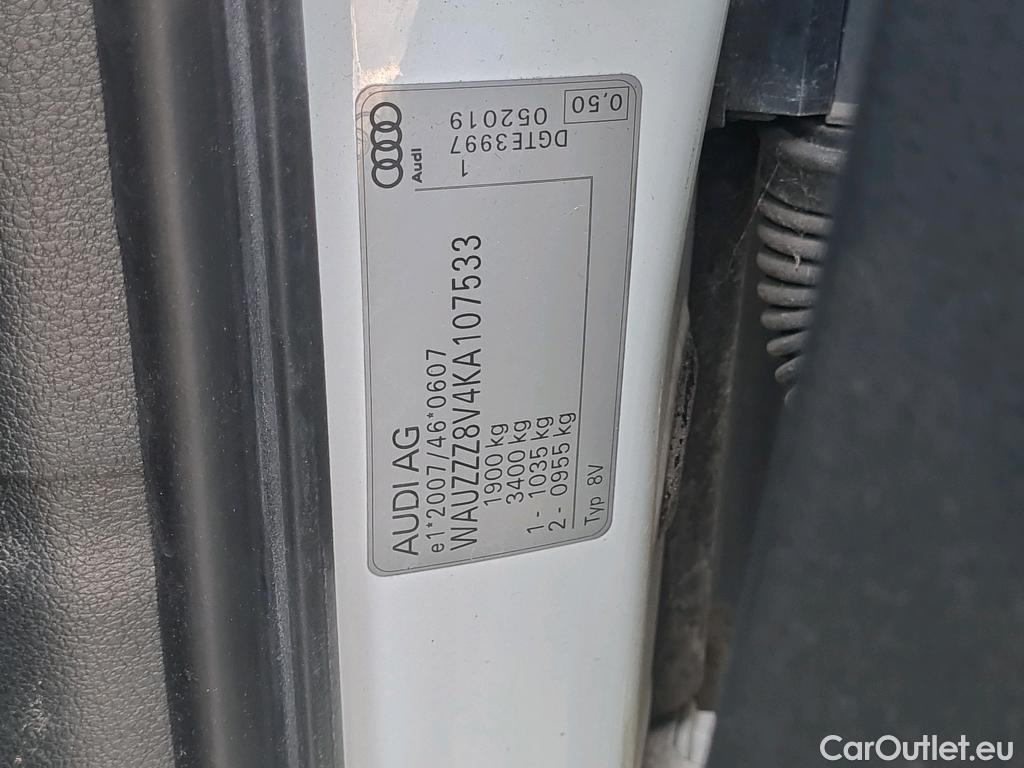 Audi
AUDI AG
e1*2007/46*0607
WAUZZZ8V4KA107533
1900 kg
3400 kg
1 - 1035 kg
2 - 0955 kg
Typ 8V
1
DGTE3997
052019
0,50
CarOutlet.eu